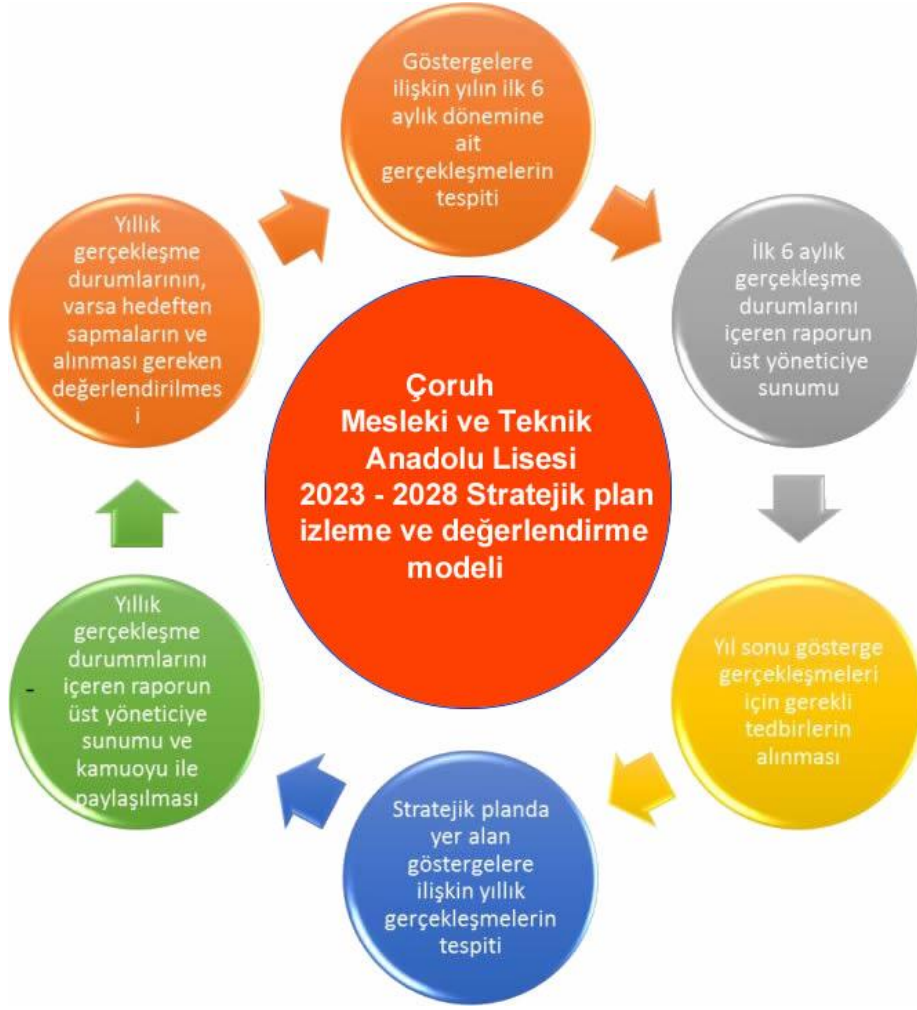 Göstergelere
ilişkin yılın ilk 6
aylık dönemine
ait
gerçekleşmelerin
tespiti
İlk 6 aylık
gerçekleşme
durumlarını
içeren raporun
üst yöneticiye
sunumu
Yıl sonu gösterge
gerçekleşmeleri
için gerekli
tedbirlerin
alınması
Stratejik planda
yer alan
göstergelere
ilişkin yıllık
gerçekleşmelerin
tespiti
Yıllık
gerçekleşme
durummlarını
içeren raporun
üst yöneticiye
sunumu ve
kamuoyu ile
paylaşılması
-
Yıllık
gerçekleşme
durumlarının,
varsa hedeften
sapmaların ve
alınması gereken
değerlendirilmes
i
Çoruh
Mesleki ve Teknik
Anadolu Lisesi
2023 - 2028 Stratejik plan
izleme ve değerlendirme
modeli